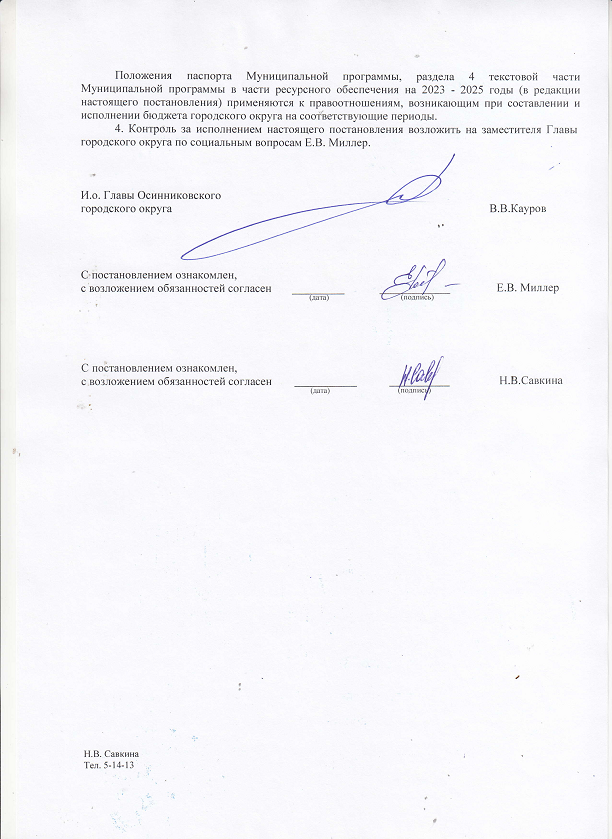 Положения паспорта Муниципальной программы, раздела 4 текстовой части
Муниципальной программы в части ресурсного обеспечения на 2023 - 2025 годы (в редакции
настоящего постановления) применяются к правоотношениям, возникающим при составлении и
исполнении бюджета городского округа на соответствующие периоды.
4. Контроль за исполнением настоящего постановления возложить на заместителя Главы
городского округа по социальным вопросам Е.В. Миллер.
И.о. Главы Осинниковского
городского округа В.В.Кауров
С постановлением ознакомлен,
с возложением обязанностей согласен Е.В. Миллер
(дата) (подпись)
С постановлением ознакомлен,
с возложением обязанностей согласен Н.В.Савкина
(дата) (подпись)
Н.В. Савкина
Тел. 5-14-13